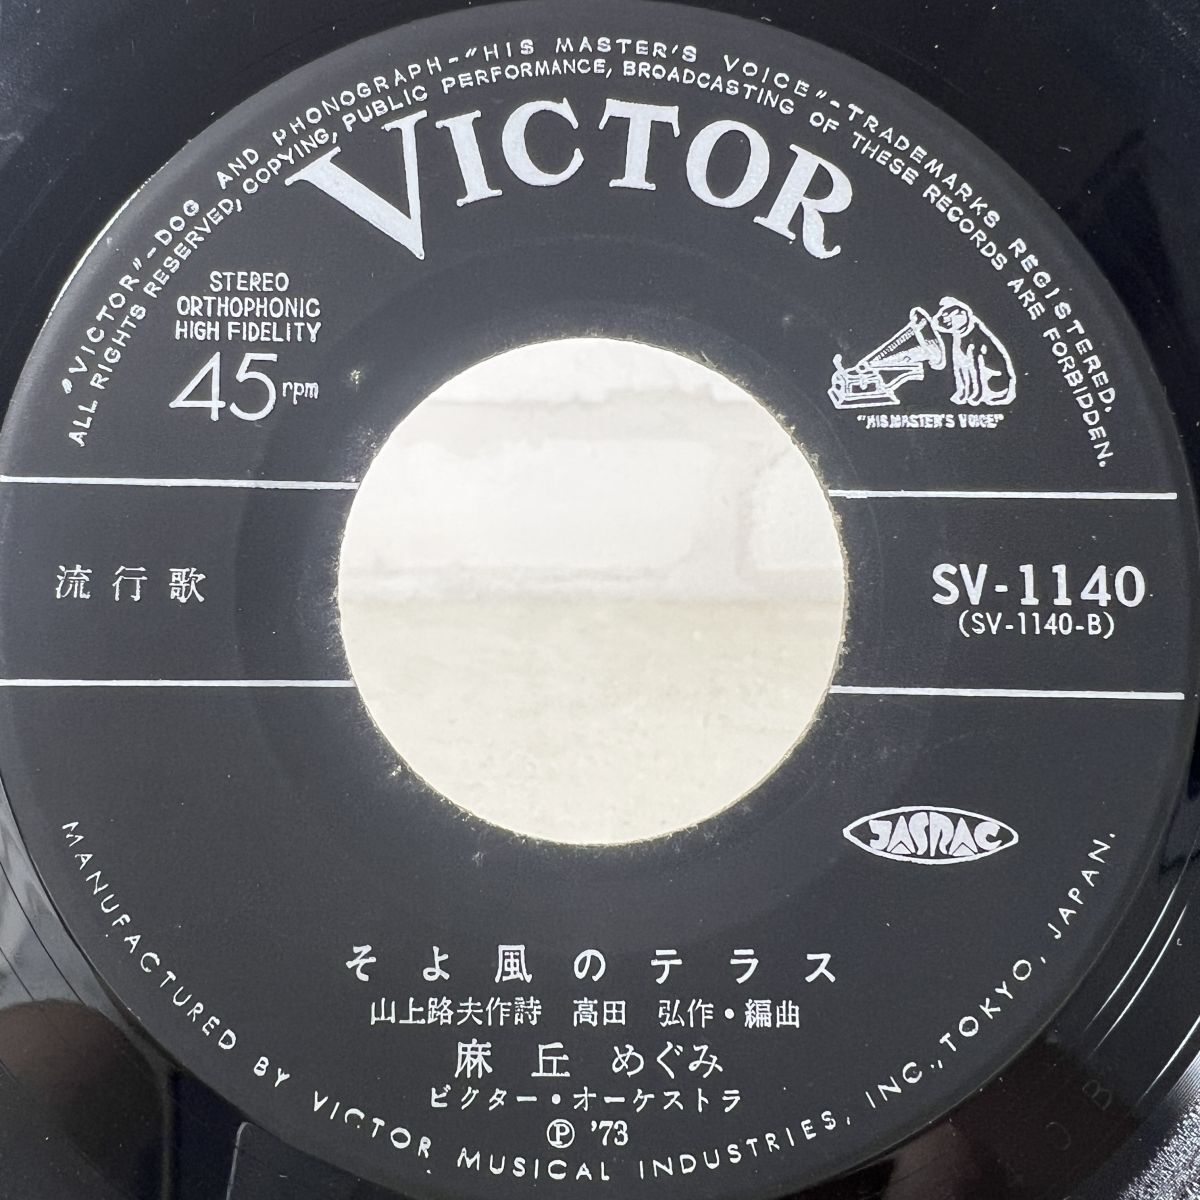 "VICTOR"-DOG AND PHONOGRAPH-"HIS MASTER'S VOICE"-TRADEMARKS REGISTERED.
ALL RIGHTS RESERVED, COPYING, PUBLIC PERFORMANCE, BROADCASTING OF THESE RECORDS ARE FORBIDDEN.
VICTOR
STEREO
ORTHOPHONIC
HIGH FIDELITY
45rpm
"HIS MASTER'S VOICE"
流行歌
SV-1140
(SV-1140-B)
JASRAC
そよ風のテラス
山上路夫作詩 高田 弘作・編曲
麻丘 めぐみ
ビクター・オーケストラ
Ⓟ '73
MANUFACTURED BY VICTOR MUSICAL INDUSTRIES, INC., TOKYO, JAPAN.